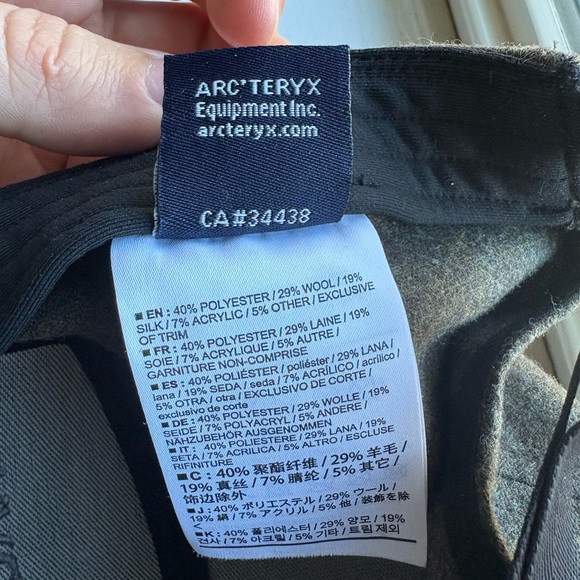 ARC'TERYX
Equipment Inc.
arcteryx.com
CA#34438
■ EN : 40% POLYESTER / 29% WOOL / 19%
SILK / 7% ACRYLIC / 5% OTHER / EXCLUSIVE
OF TRIM
■ FR : 40% POLYESTER / 29% LAINE / 19%
SOIE / 7% ACRYLIQUE / 5% AUTRE /
GARNITURE NON-COMPRISE
■ ES : 40% POLIÉSTER / poliéster / 29% LANA /
lana / 19% SEDA / seda / 7% ACRÍLICO / acrílico /
5% OTRA / otra / EXCLUSIVO DE CORTE /
exclusivo de corte
■ DE : 40% POLYESTER / 29% WOLLE / 19%
SEIDE / 7% POLYACRYL / 5% ANDERE /
NÄHZUBEHÖR AUSGENOMMEN
■ IT : 40% POLIESTERE / 29% LANA / 19%
SETA / 7% ACRILICA / 5% ALTRO / ESCLUSE
RIFINITURE
■ C : 40% 聚酯纤维 / 29% 羊毛 /
19% 真丝 / 7% 腈纶 / 5% 其它 /
饰边除外
■ J : 40% ポリエステル / 29% ウール /
19% 絹 / 7% アクリル / 5% 他 / 装飾を除
く
■ K : 40% 폴리에스터 / 29% 양모 / 19%
견사 / 7% 아크릴 / 5% 기타 / 트림 제외